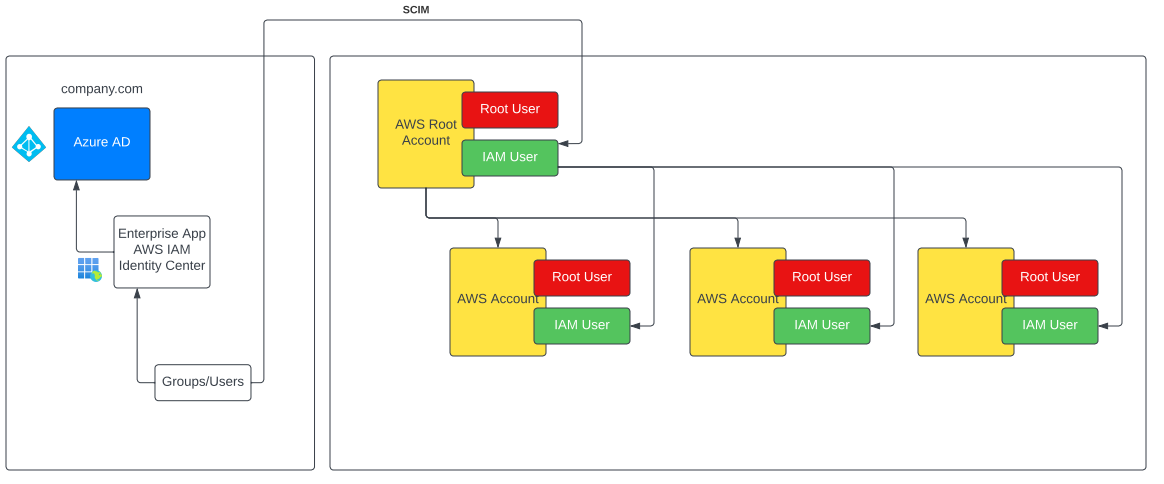 SCIM
company.com
Azure AD
Enterprise App
AWS IAM
Identity Center
Groups/Users
AWS Root
Account
Root User
IAM User
AWS Account
Root User
IAM User
AWS Account
Root User
IAM User
AWS Account
Root User
IAM User